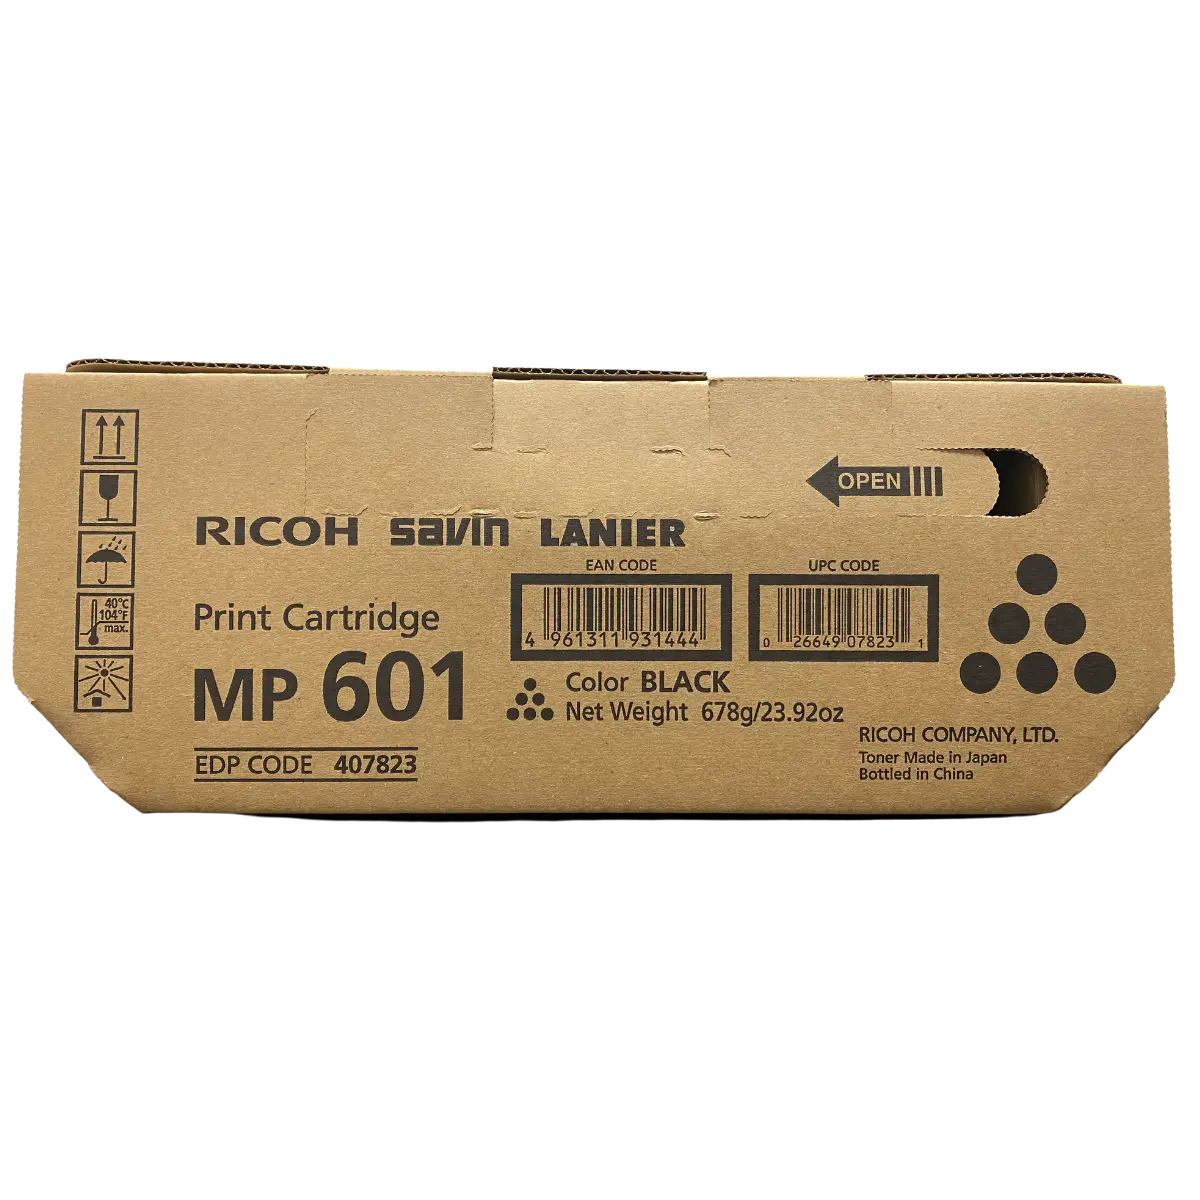 OPEN
RICOH savin LANIER
EAN CODE
4 961311 931444
UPC CODE
0 26649 07823 1
40°C
104°F
max.
Print Cartridge
MP 601
Color BLACK
Net Weight 678g/23.92oz
EDP CODE 407823
RICOH COMPANY, LTD.
Toner Made in Japan
Bottled in China